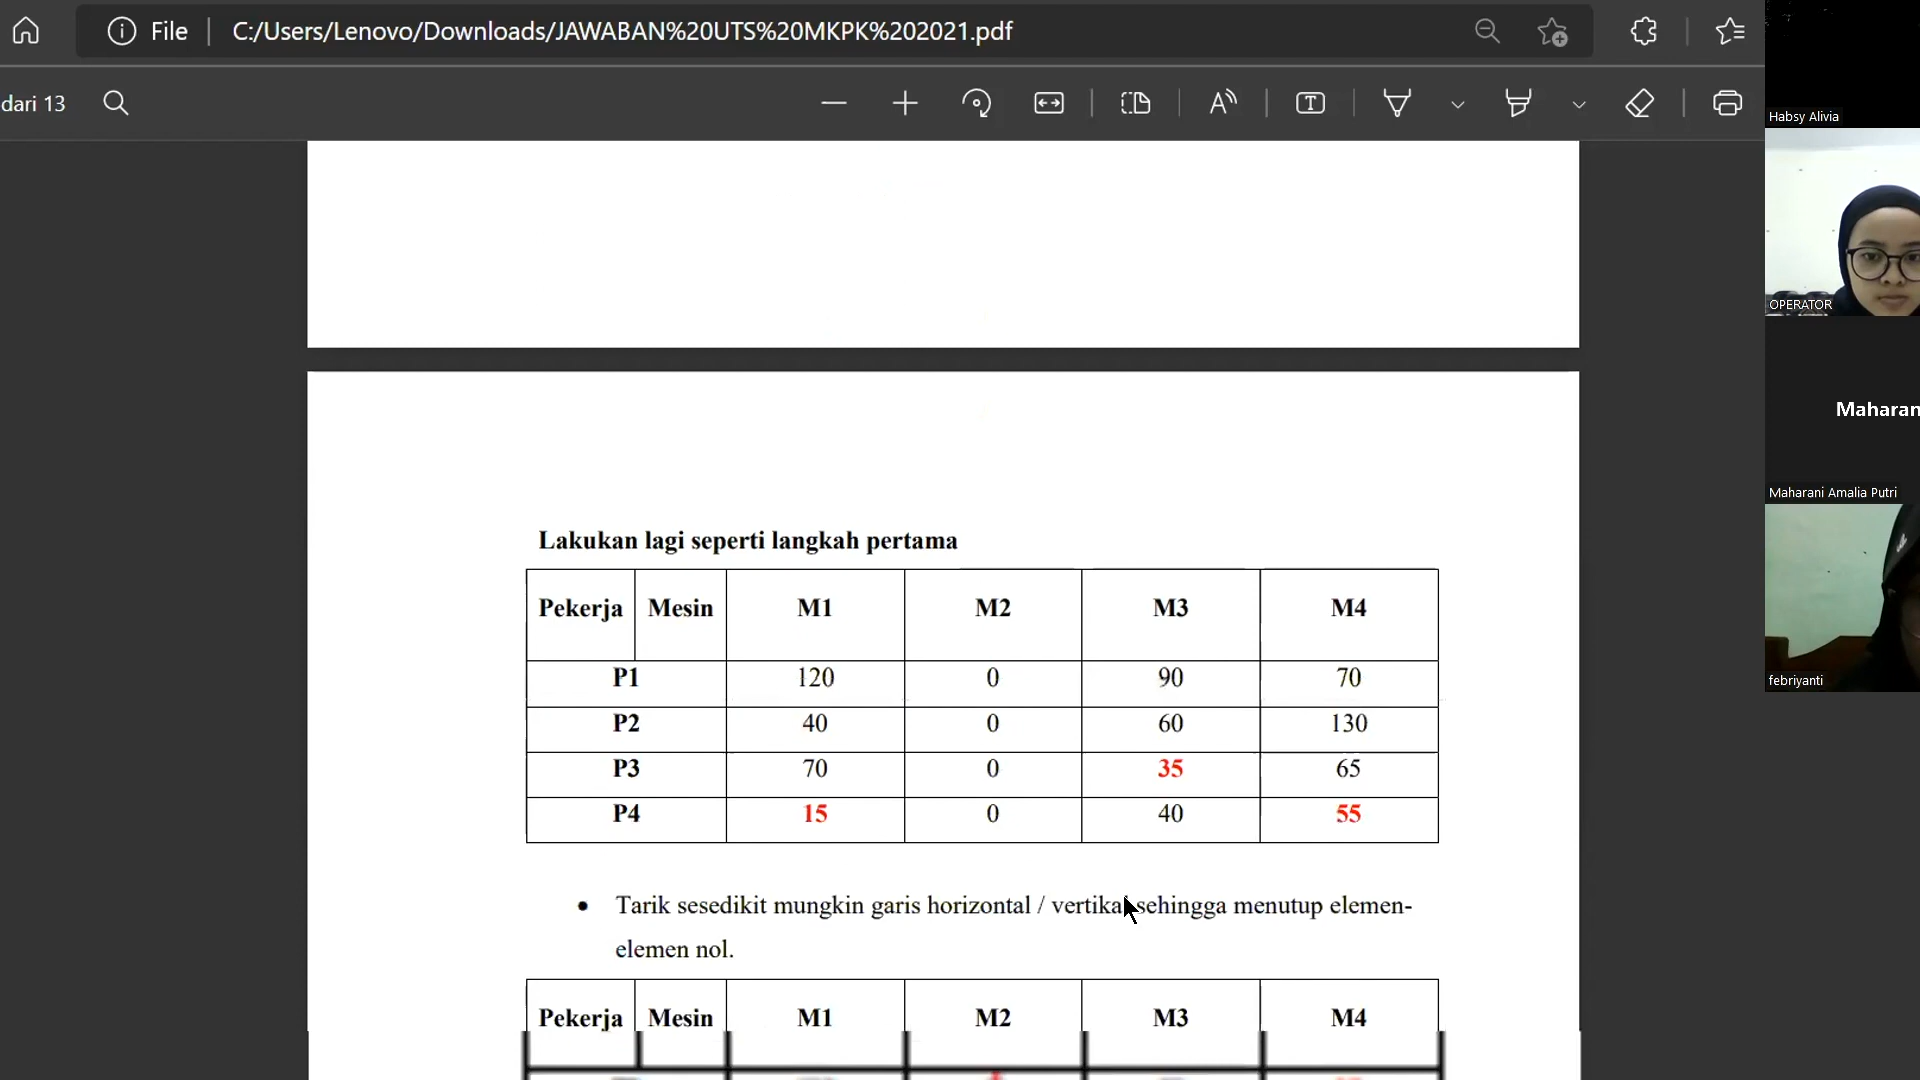 File
C:/Users/Lenovo/Downloads/JAWABAN%20UTS%20MKPK%202021.pdf
dari 13
Habsy Alivia
OPERATOR
Maharan
Maharani Amalia Putri
febriyanti
Lakukan lagi seperti langkah pertama
Pekerja Mesin M1 M2 M3 M4
P1 120 0 90 70
P2 40 0 60 130
P3 70 0 35 65
P4 15 0 40 55
• Tarik sesedikit mungkin garis horizontal / vertikal sehingga menutup elemen-
elemen nol.
Pekerja Mesin M1 M2 M3 M4